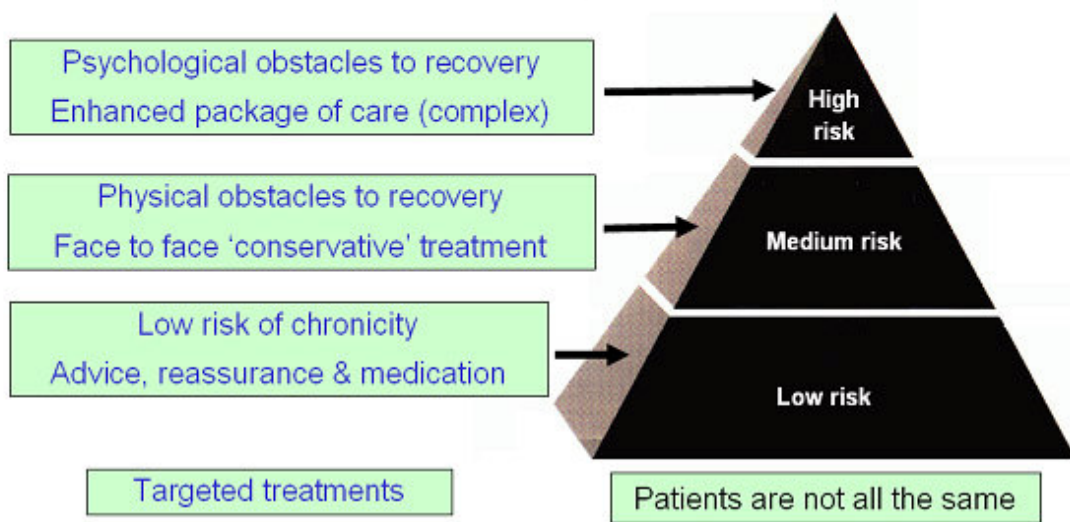 Psychological obstacles to recovery
Enhanced package of care (complex)
High
risk
Physical obstacles to recovery
Face to face ‘conservative’ treatment
Medium risk
Low risk of chronicity
Advice, reassurance & medication
Low risk
Targeted treatments
Patients are not all the same